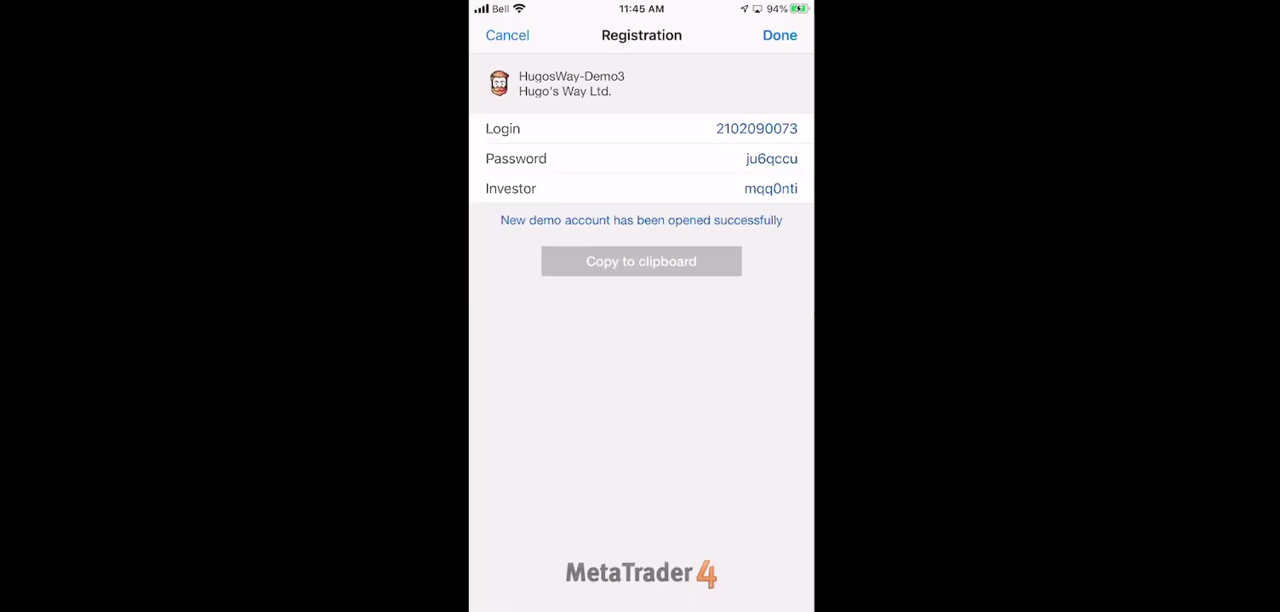 Bell 11:45 AM 94%
Cancel Registration Done
HugosWay-Demo3
Hugo's Way Ltd.
Login 2102090073
Password ju6qccu
Investor mqq0nti
New demo account has been opened successfully
Copy to clipboard
MetaTrader 4